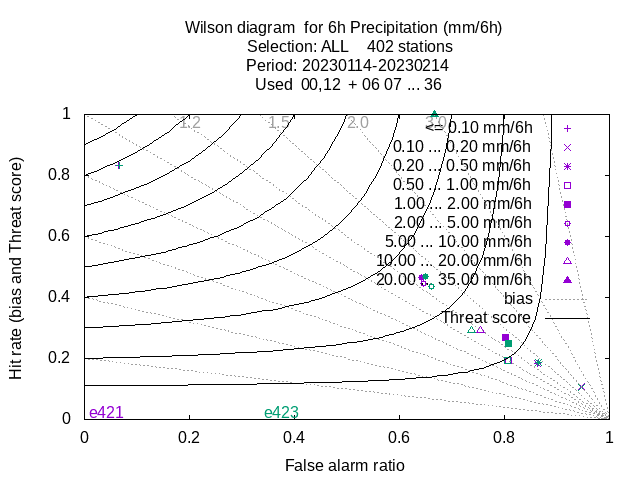 Wilson diagram  for 6h Precipitation (mm/6h)
Selection: ALL    402 stations
Period: 20230114-20230214
Used  00,12  + 06 07 ... 36
1.2
1.5
2.0
3.0
<= 0.10 mm/6h
0.10 ... 0.20 mm/6h
0.20 ... 0.50 mm/6h
0.50 ... 1.00 mm/6h
1.00 ... 2.00 mm/6h
2.00 ... 5.00 mm/6h
5.00 ... 10.00 mm/6h
10.00 ... 20.00 mm/6h
20.00 ... 35.00 mm/6h
bias
Threat score
1
0.8
0.6
0.4
0.2
0
Hit rate (bias and Threat score)
e421
e423
0
0.2
0.4
0.6
0.8
1
False alarm ratio